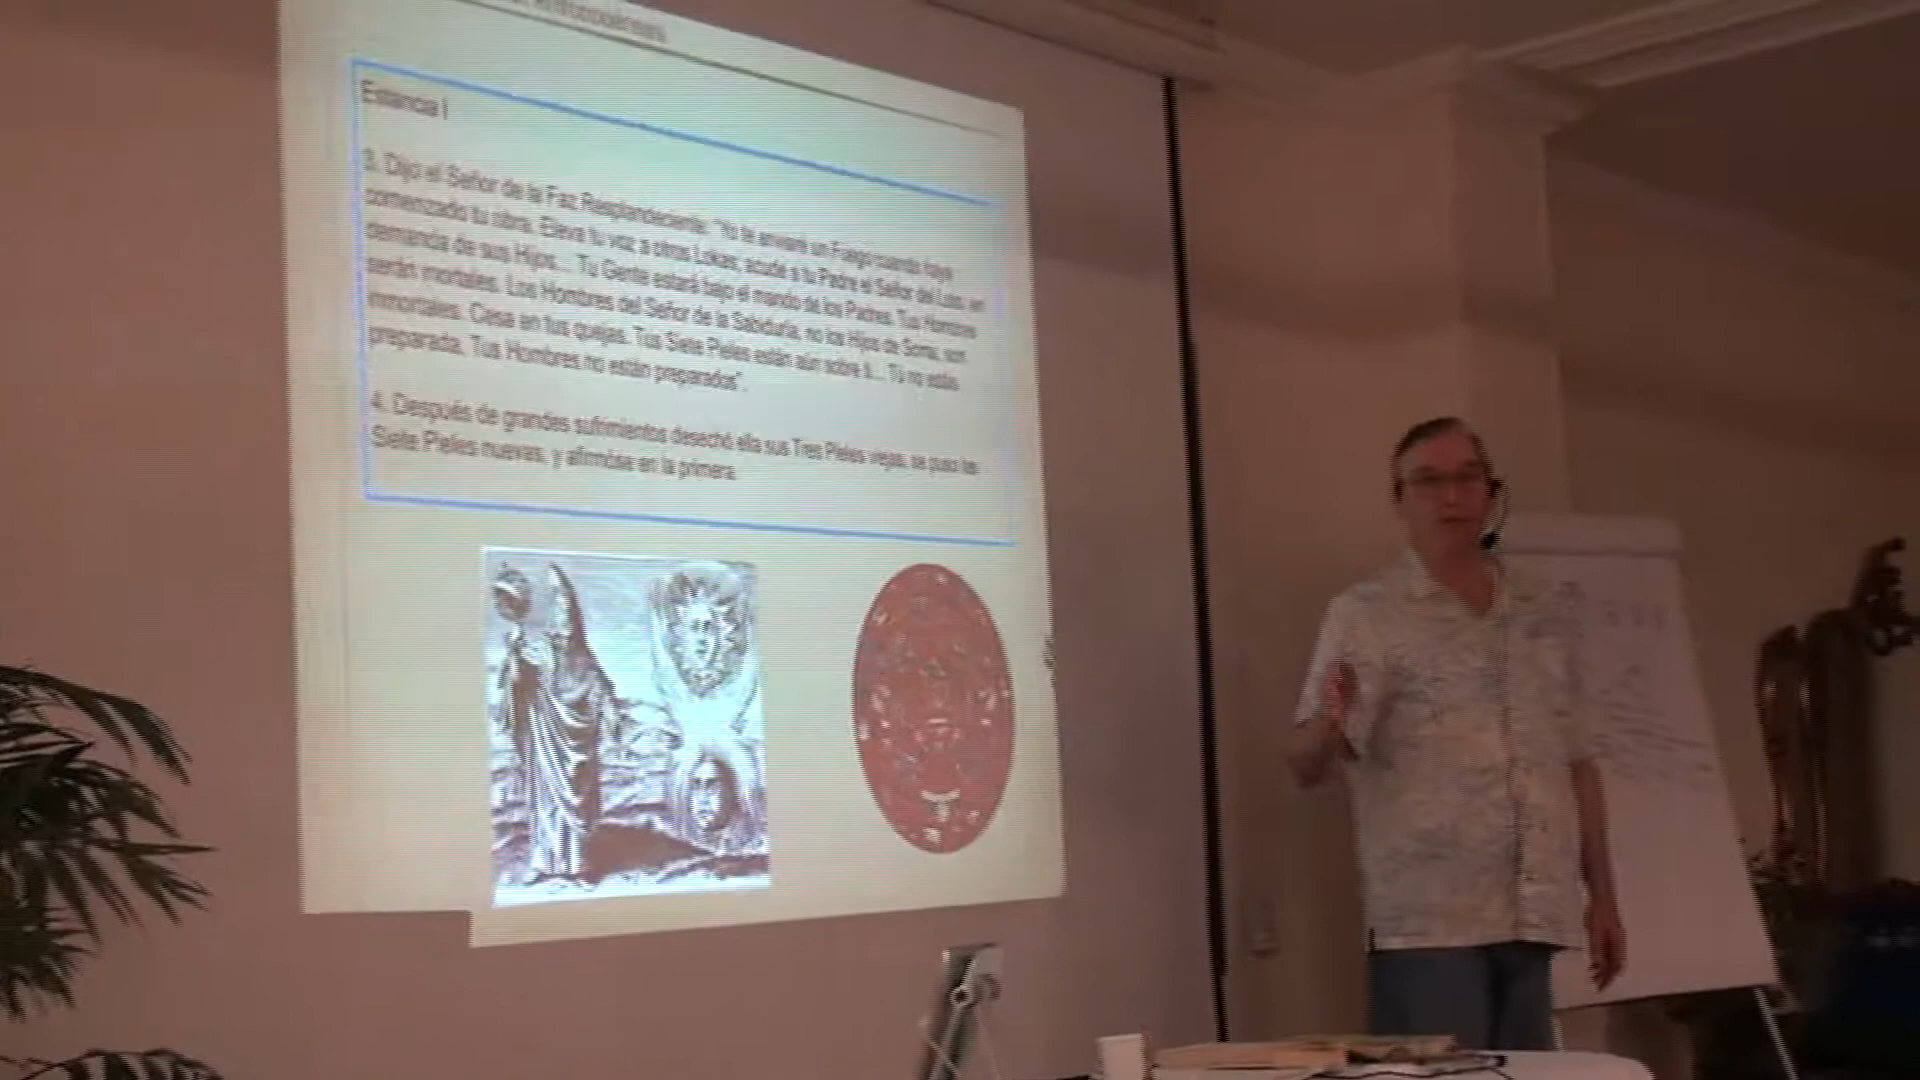 Estancia I
3. Dijo el Señor de la Faz Resplandeciente: "Yo te enviaré un Fuego cuando haya
comenzado tu obra. Eleva tu voz a otros Lokas; acude a tu Padre el Señor del Loto, en
demanda de sus Hijos... Tu Gente estará bajo el mando de los Padres. Tus Hombres
serán mortales. Los Hombres del Señor de la Sabiduría, no los Hijos de Soma, son
inmortales. Cesa en tus quejas. Tus Siete Pieles están aún sobre ti... Tú no estás
preparada. Tus Hombres no están preparados".
4. Después de grandes sufrimientos desechó ella sus Tres Pieles viejas, se puso las
Siete Pieles nuevas, y afirmóse en la primera.